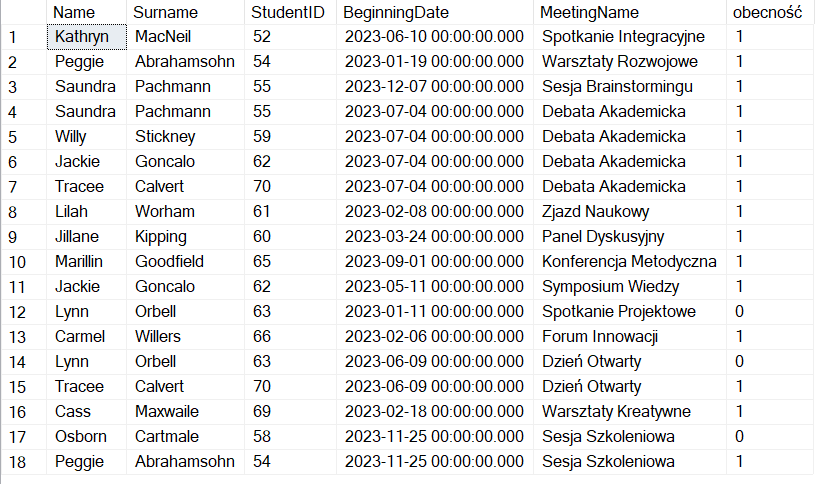 Name Surname StudentID BeginningDate MeetingName obecność
1 Kathryn MacNeil 52 2023-06-10 00:00:00.000 Spotkanie Integracyjne 1
2 Peggie Abrahamsohn 54 2023-01-19 00:00:00.000 Warsztaty Rozwojowe 1
3 Saundra Pachmann 55 2023-12-07 00:00:00.000 Sesja Brainstormingu 1
4 Saundra Pachmann 55 2023-07-04 00:00:00.000 Debata Akademicka 1
5 Willy Stickney 59 2023-07-04 00:00:00.000 Debata Akademicka 1
6 Jackie Goncalo 62 2023-07-04 00:00:00.000 Debata Akademicka 1
7 Tracee Calvert 70 2023-07-04 00:00:00.000 Debata Akademicka 1
8 Lilah Worham 61 2023-02-08 00:00:00.000 Zjazd Naukowy 1
9 Jillane Kipping 60 2023-03-24 00:00:00.000 Panel Dyskusyjny 1
10 Marillin Goodfield 65 2023-09-01 00:00:00.000 Konferencja Metodyczna 1
11 Jackie Goncalo 62 2023-05-11 00:00:00.000 Symposium Wiedzy 1
12 Lynn Orbell 63 2023-01-11 00:00:00.000 Spotkanie Projektowe 0
13 Carmel Willers 66 2023-02-06 00:00:00.000 Forum Innowacji 1
14 Lynn Orbell 63 2023-06-09 00:00:00.000 Dzień Otwarty 0
15 Tracee Calvert 70 2023-06-09 00:00:00.000 Dzień Otwarty 1
16 Cass Maxwaile 69 2023-02-18 00:00:00.000 Warsztaty Kreatywne 1
17 Osborn Cartmale 58 2023-11-25 00:00:00.000 Sesja Szkoleniowa 0
18 Peggie Abrahamsohn 54 2023-11-25 00:00:00.000 Sesja Szkoleniowa 1